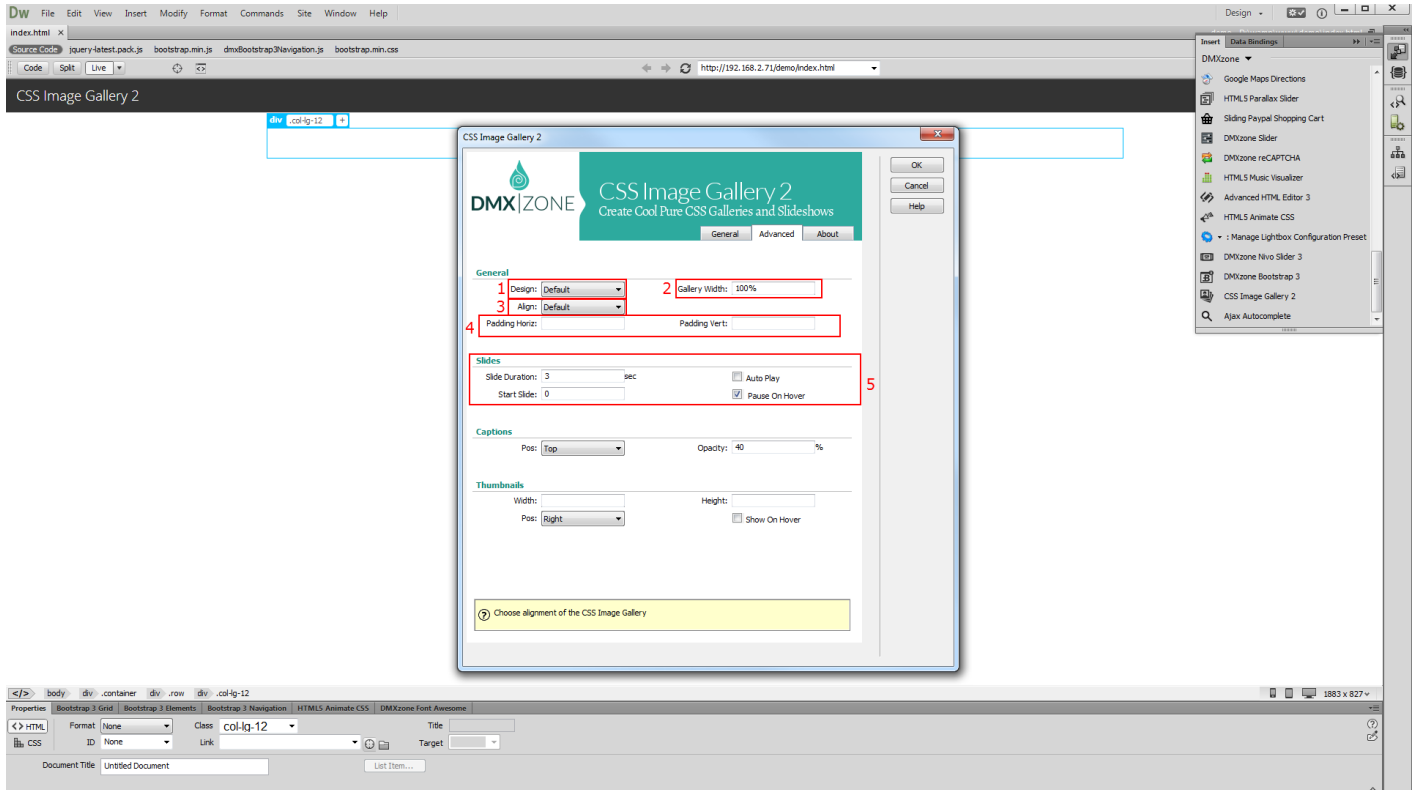 Dw File Edit View Insert Modify Format Commands Site Window Help Design
index.html ×
Source Code jquery-latest.pack.js bootstrap.min.js dmxBootstrap3Navigation.js bootstrap.min.css
Code Split Live http://192.168.2.71/demo/index.html
CSS Image Gallery 2
div .col-lg-12 +
Insert Data Bindings
DMXzone
Google Maps Directions
HTML5 Parallax Slider
Sliding Paypal Shopping Cart
DMXzone Slider
DMXzone reCAPTCHA
HTML5 Music Visualizer
Advanced HTML Editor 3
HTML5 Animate CSS
: Manage Lightbox Configuration Preset
DMXzone Nivo Slider 3
DMXzone Bootstrap 3
CSS Image Gallery 2
Ajax Autocomplete
CSS Image Gallery 2
DMX|ZONE
CSS Image Gallery 2
Create Cool Pure CSS Galleries and Slideshows
General Advanced About
OK
Cancel
Help
General
1 Design: Default 2 Gallery Width: 100%
3 Align: Default
4 Padding Horiz: Padding Vert:
Slides
Slide Duration: 3 sec Auto Play
5
Start Slide: 0 Pause On Hover
Captions
Pos: Top Opacity: 40 %
Thumbnails
Width: Height:
Pos: Right Show On Hover
Choose alignment of the CSS Image Gallery
</> body div .container div .row div .col-lg-12 1883 x 827
Properties Bootstrap 3 Grid Bootstrap 3 Elements Bootstrap 3 Navigation HTML5 Animate CSS DMXzone Font Awesome
<> HTML Format None Class col-lg-12 Title
CSS ID None Link Target
Document Title Untitled Document List Item...